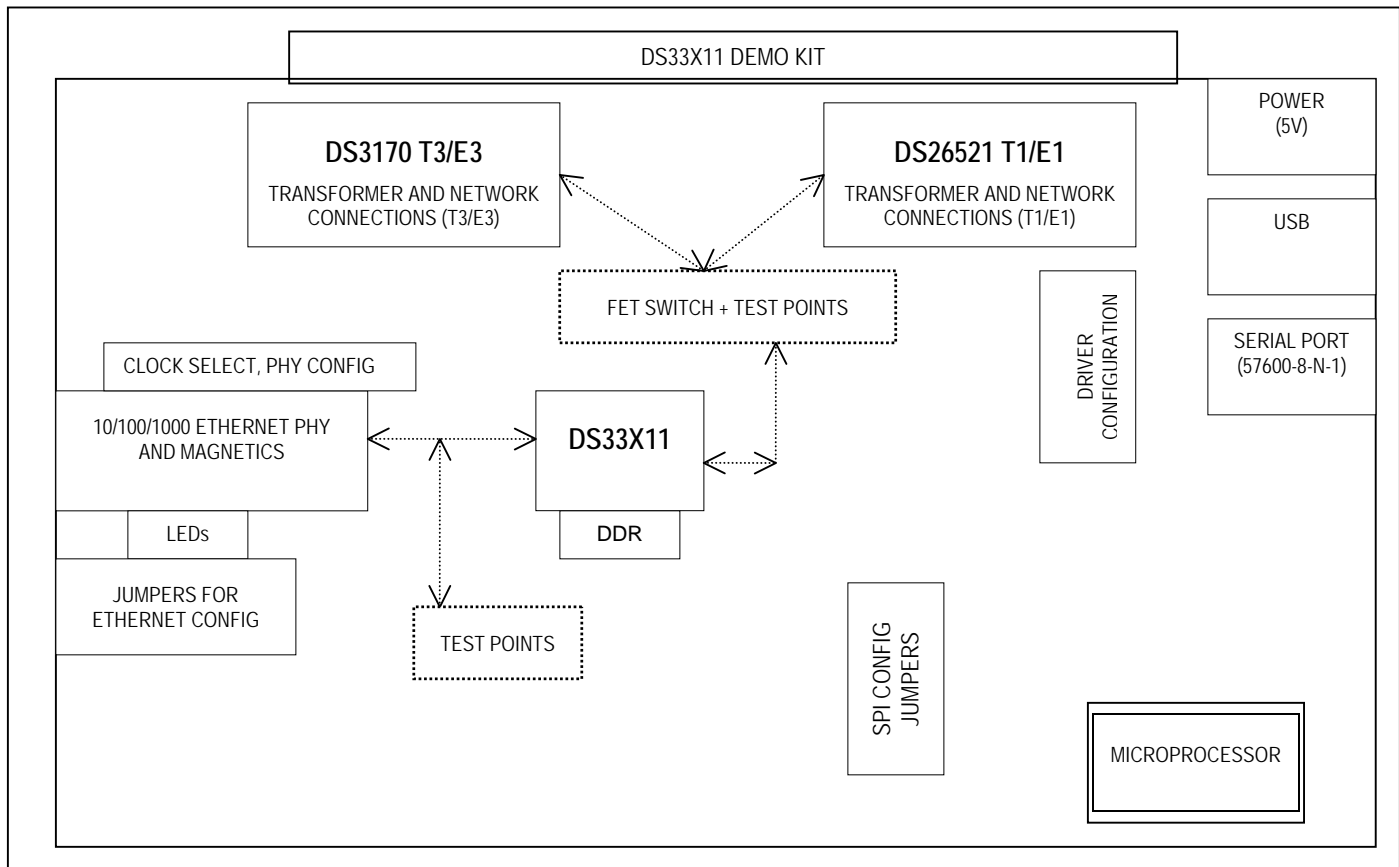 DS33X11 DEMO KIT
DS3170 T3/E3
TRANSFORMER AND NETWORK
CONNECTIONS (T3/E3)
DS26521 T1/E1
TRANSFORMER AND NETWORK
CONNECTIONS (T1/E1)
POWER
(5V)
USB
FET SWITCH + TEST POINTS
DRIVER
CONFIGURATION
SERIAL PORT
(57600-8-N-1)
CLOCK SELECT, PHY CONFIG
10/100/1000 ETHERNET PHY
AND MAGNETICS
DS33X11
LEDs
DDR
JUMPERS FOR
ETHERNET CONFIG
TEST POINTS
SPI CONFIG
JUMPERS
MICROPROCESSOR